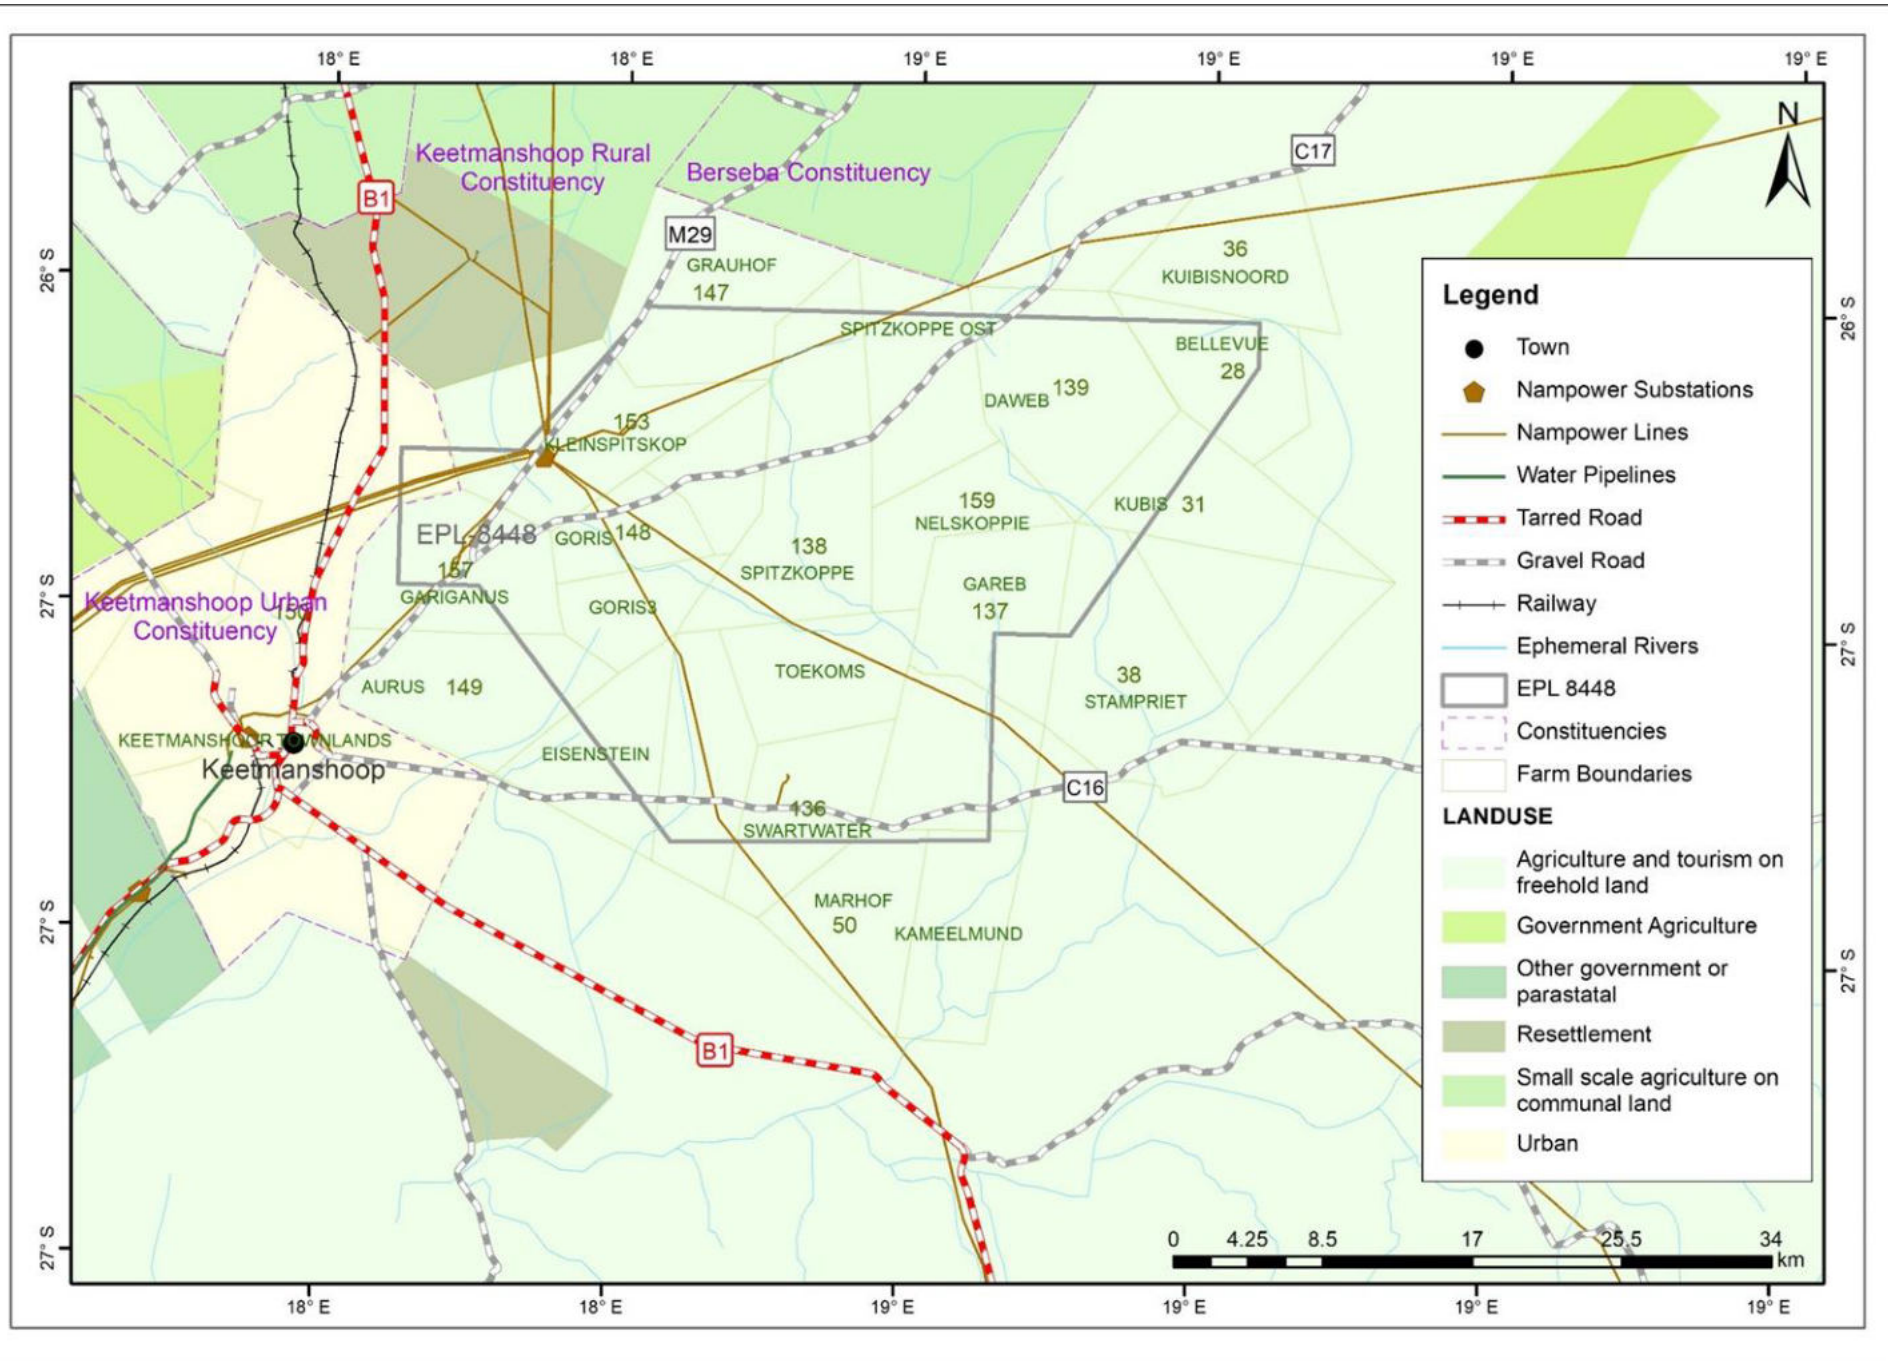 18° E
18° E
19° E
19° E
19° E
19° E
N
C17
Keetmanshoop Rural
Constituency
Berseba Constituency
B1
M29
GRAUHOF
147
36
KUIBISNOORD
26° S
26° S
SPITZKOPPE OST
BELLEVUE
28
DAWEB
139
153
KLEINSPITSKOP
159
NELSKOPPIE
KUBIS
31
EPL-8448
GORIS
148
138
SPITZKOPPE
157
GARIGANUS
GORIS3
GAREB
137
27° S
27° S
Keetmanshoop Urban
Constituency
150
TOEKOMS
AURUS
149
38
STAMPRIET
KEETMANSHOOP TOWNLANDS
Keetmanshoop
EISENSTEIN
C16
136
SWARTWATER
MARHOF
50
KAMEELMUND
27° S
27° S
B1
27° S
Legend
Town
Nampower Substations
Nampower Lines
Water Pipelines
Tarred Road
Gravel Road
Railway
Ephemeral Rivers
EPL 8448
Constituencies
Farm Boundaries
LANDUSE
Agriculture and tourism on
freehold land
Government Agriculture
Other government or
parastatal
Resettlement
Small scale agriculture on
communal land
Urban
0
4.25
8.5
17
25.5
34
km
18° E
18° E
19° E
19° E
19° E
19° E